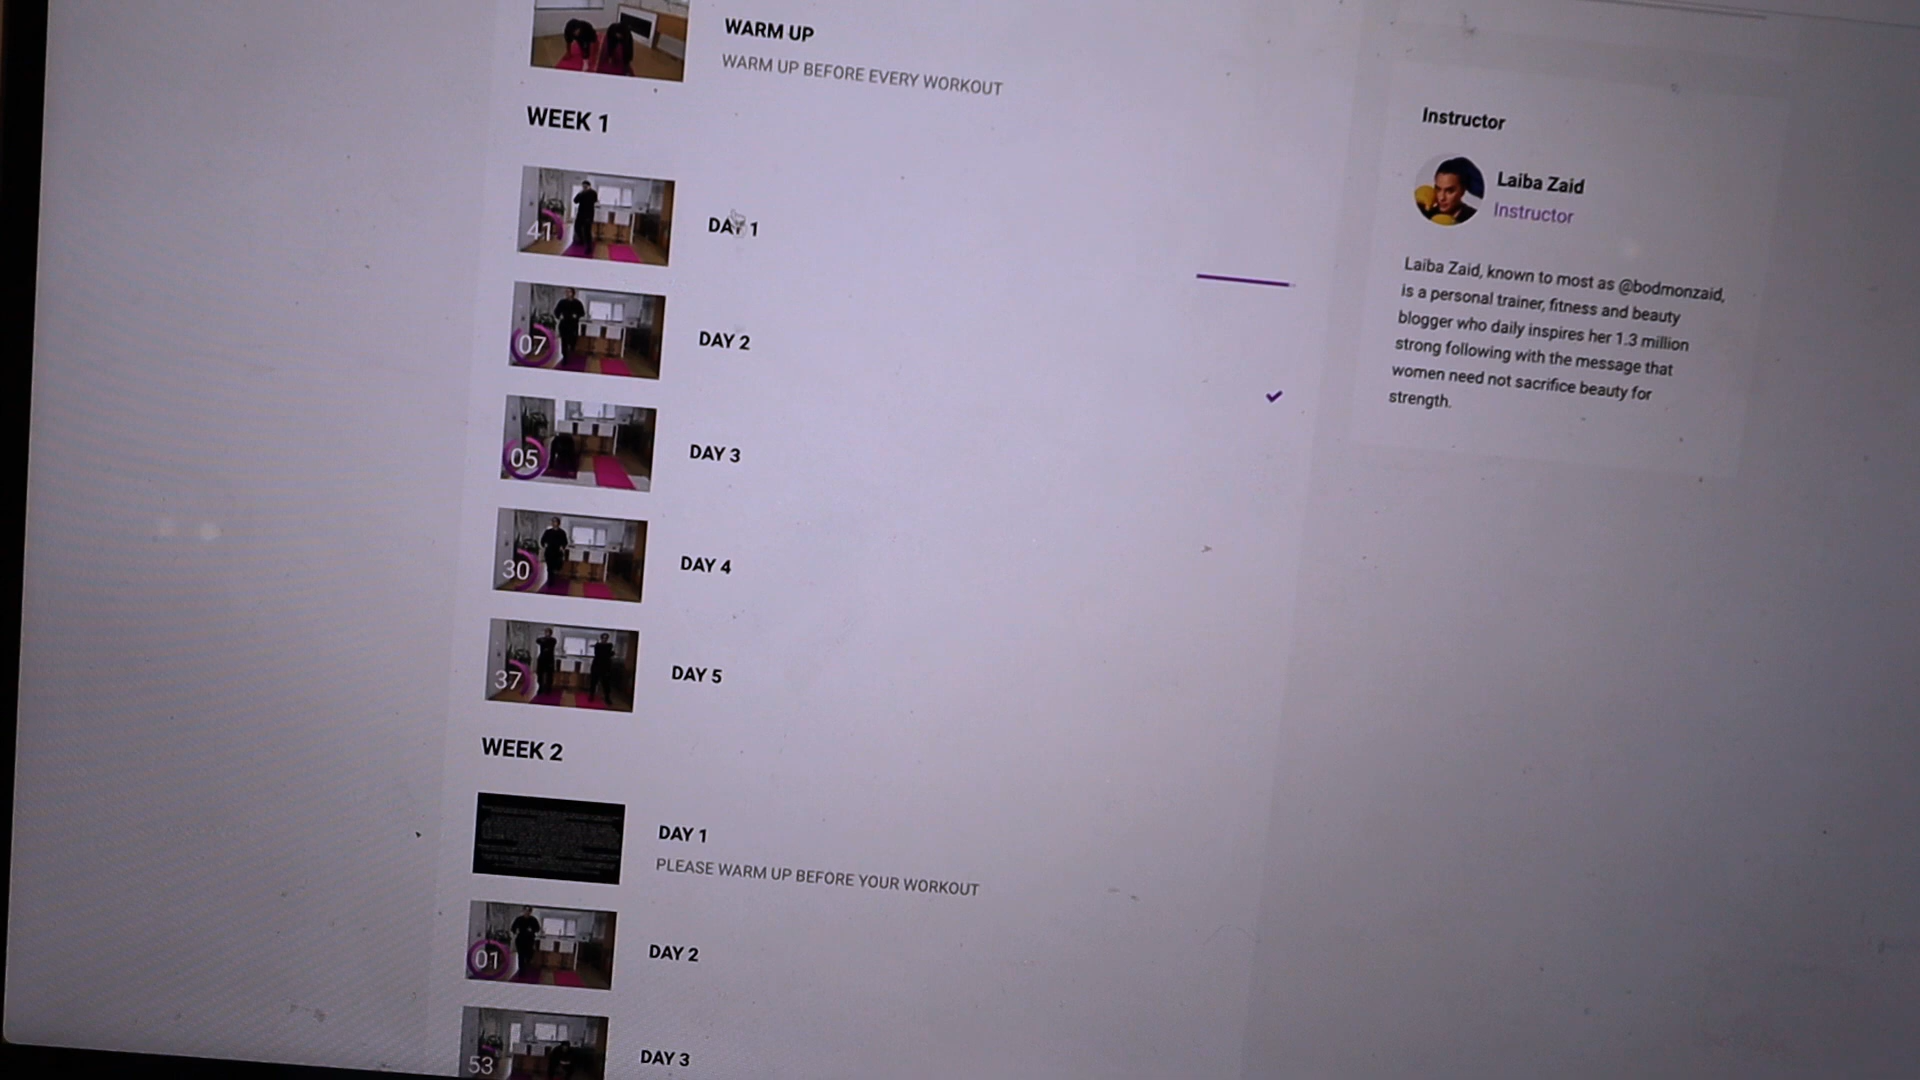 WARM UP
WARM UP BEFORE EVERY WORKOUT
WEEK 1
41
DAY 1
07
DAY 2
05
DAY 3
30
DAY 4
37
DAY 5
WEEK 2
DAY 1
PLEASE WARM UP BEFORE YOUR WORKOUT
01
DAY 2
53
DAY 3
Instructor
Laiba Zaid
Instructor
Laiba Zaid, known to most as @bodmonzaid,
is a personal trainer, fitness and beauty
blogger who daily inspires her 1.3 million
strong following with the message that
women need not sacrifice beauty for
strength.